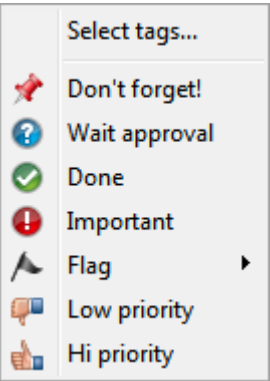 Select tags...
Don't forget!
Wait approval
Done
Important
Flag
Low priority
Hi priority